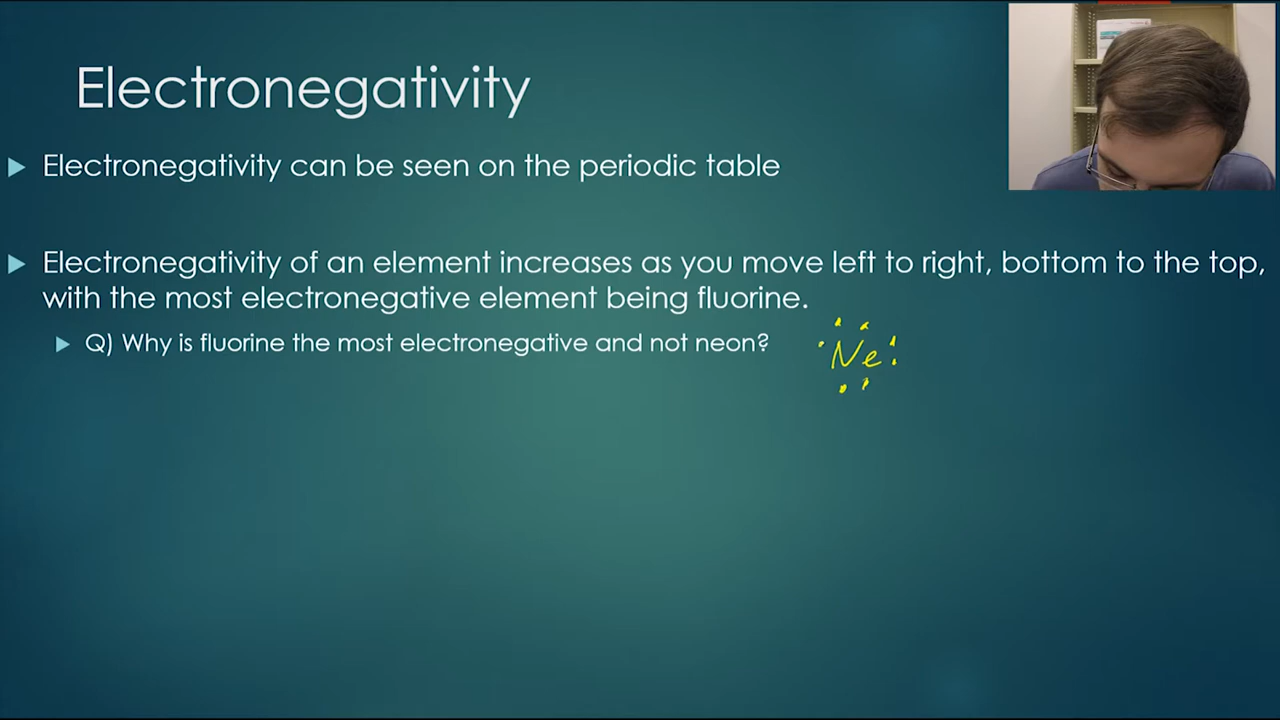 Electronegativity
Electronegativity can be seen on the periodic table
Electronegativity of an element increases as you move left to right, bottom to the top,
with the most electronegative element being fluorine.
Q) Why is fluorine the most electronegative and not neon?
Ne